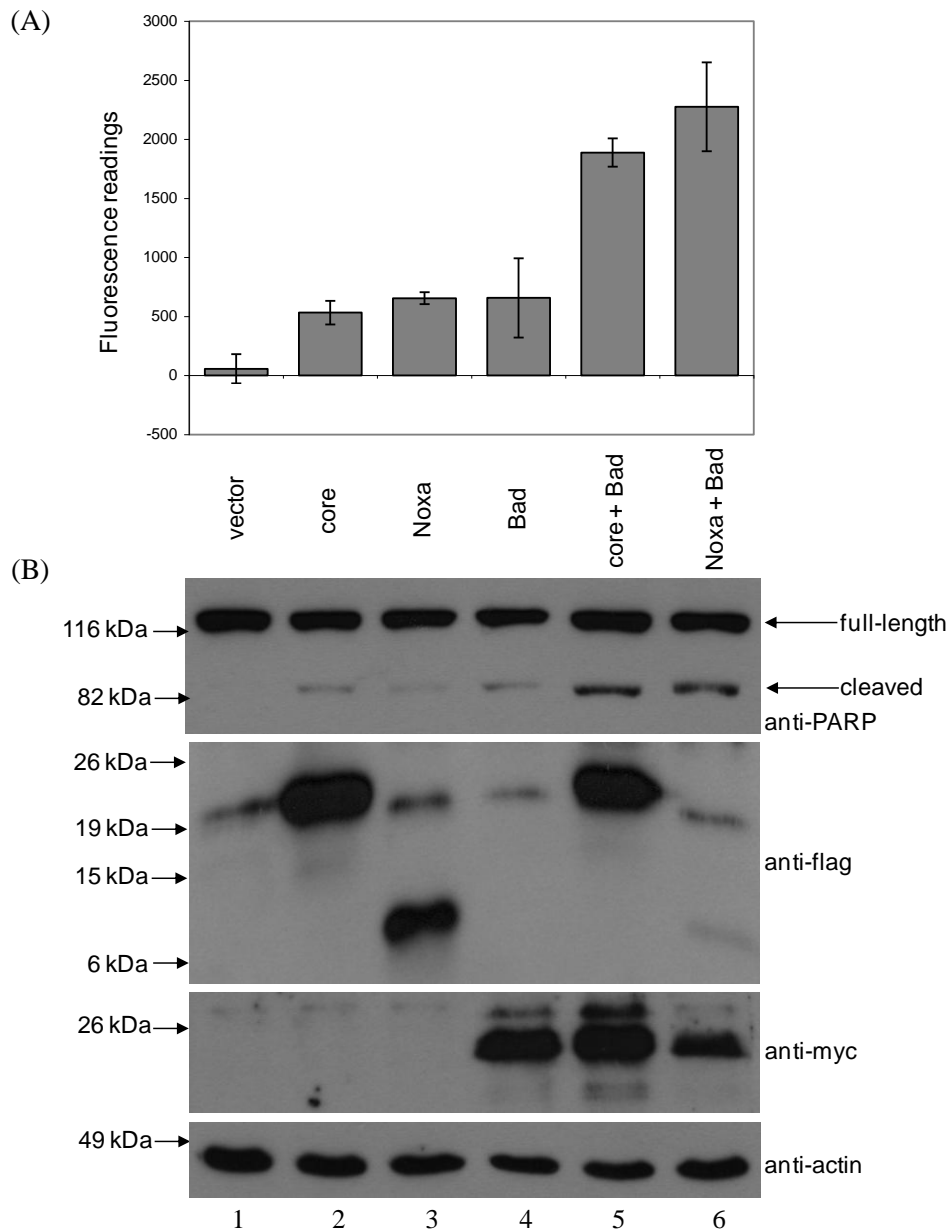 (A)
Fluorescence readings
3000
2500
2000
1500
1000
500
0
-500
vector
core
Noxa
Bad
core + Bad
Noxa + Bad
(B)
116 kDa
full-length
82 kDa
cleaved
anti-PARP
26 kDa
19 kDa
15 kDa
anti-flag
6 kDa
26 kDa
anti-myc
49 kDa
anti-actin
1 2 3 4 5 6